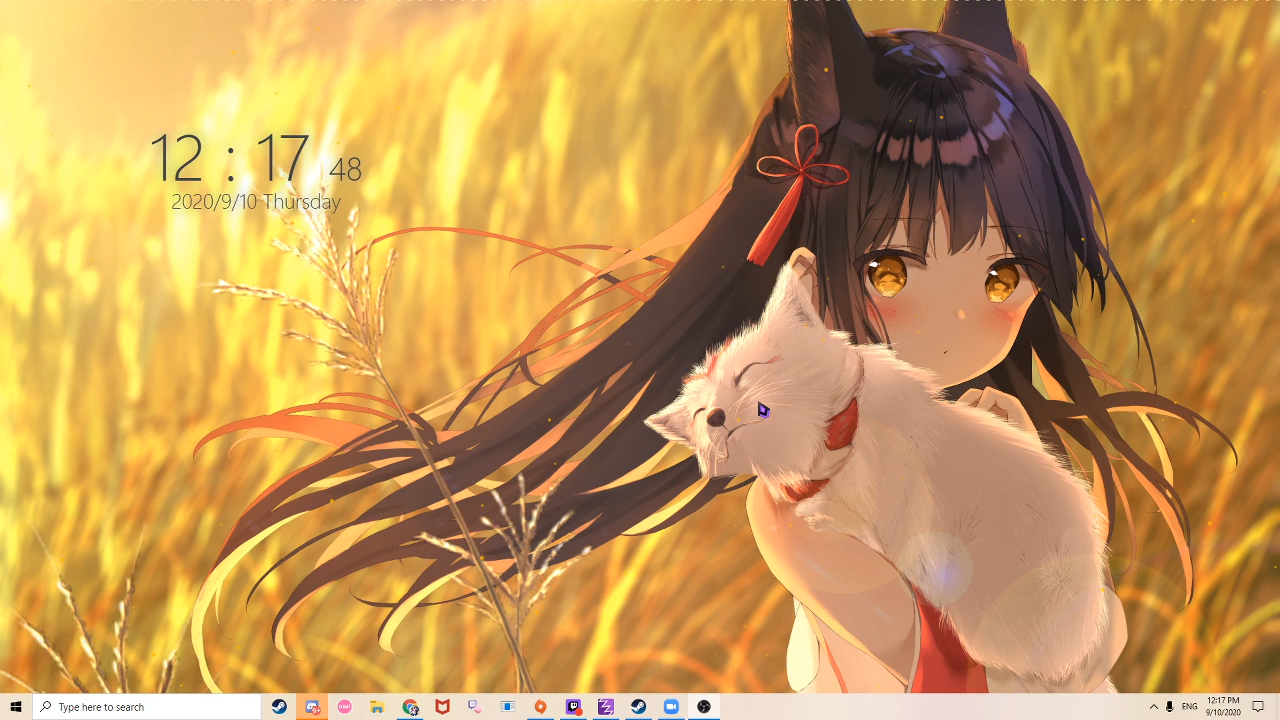 12 : 17 48
2020/9/10 Thursday
Type here to search
ENG
12:17 PM
9/10/2020